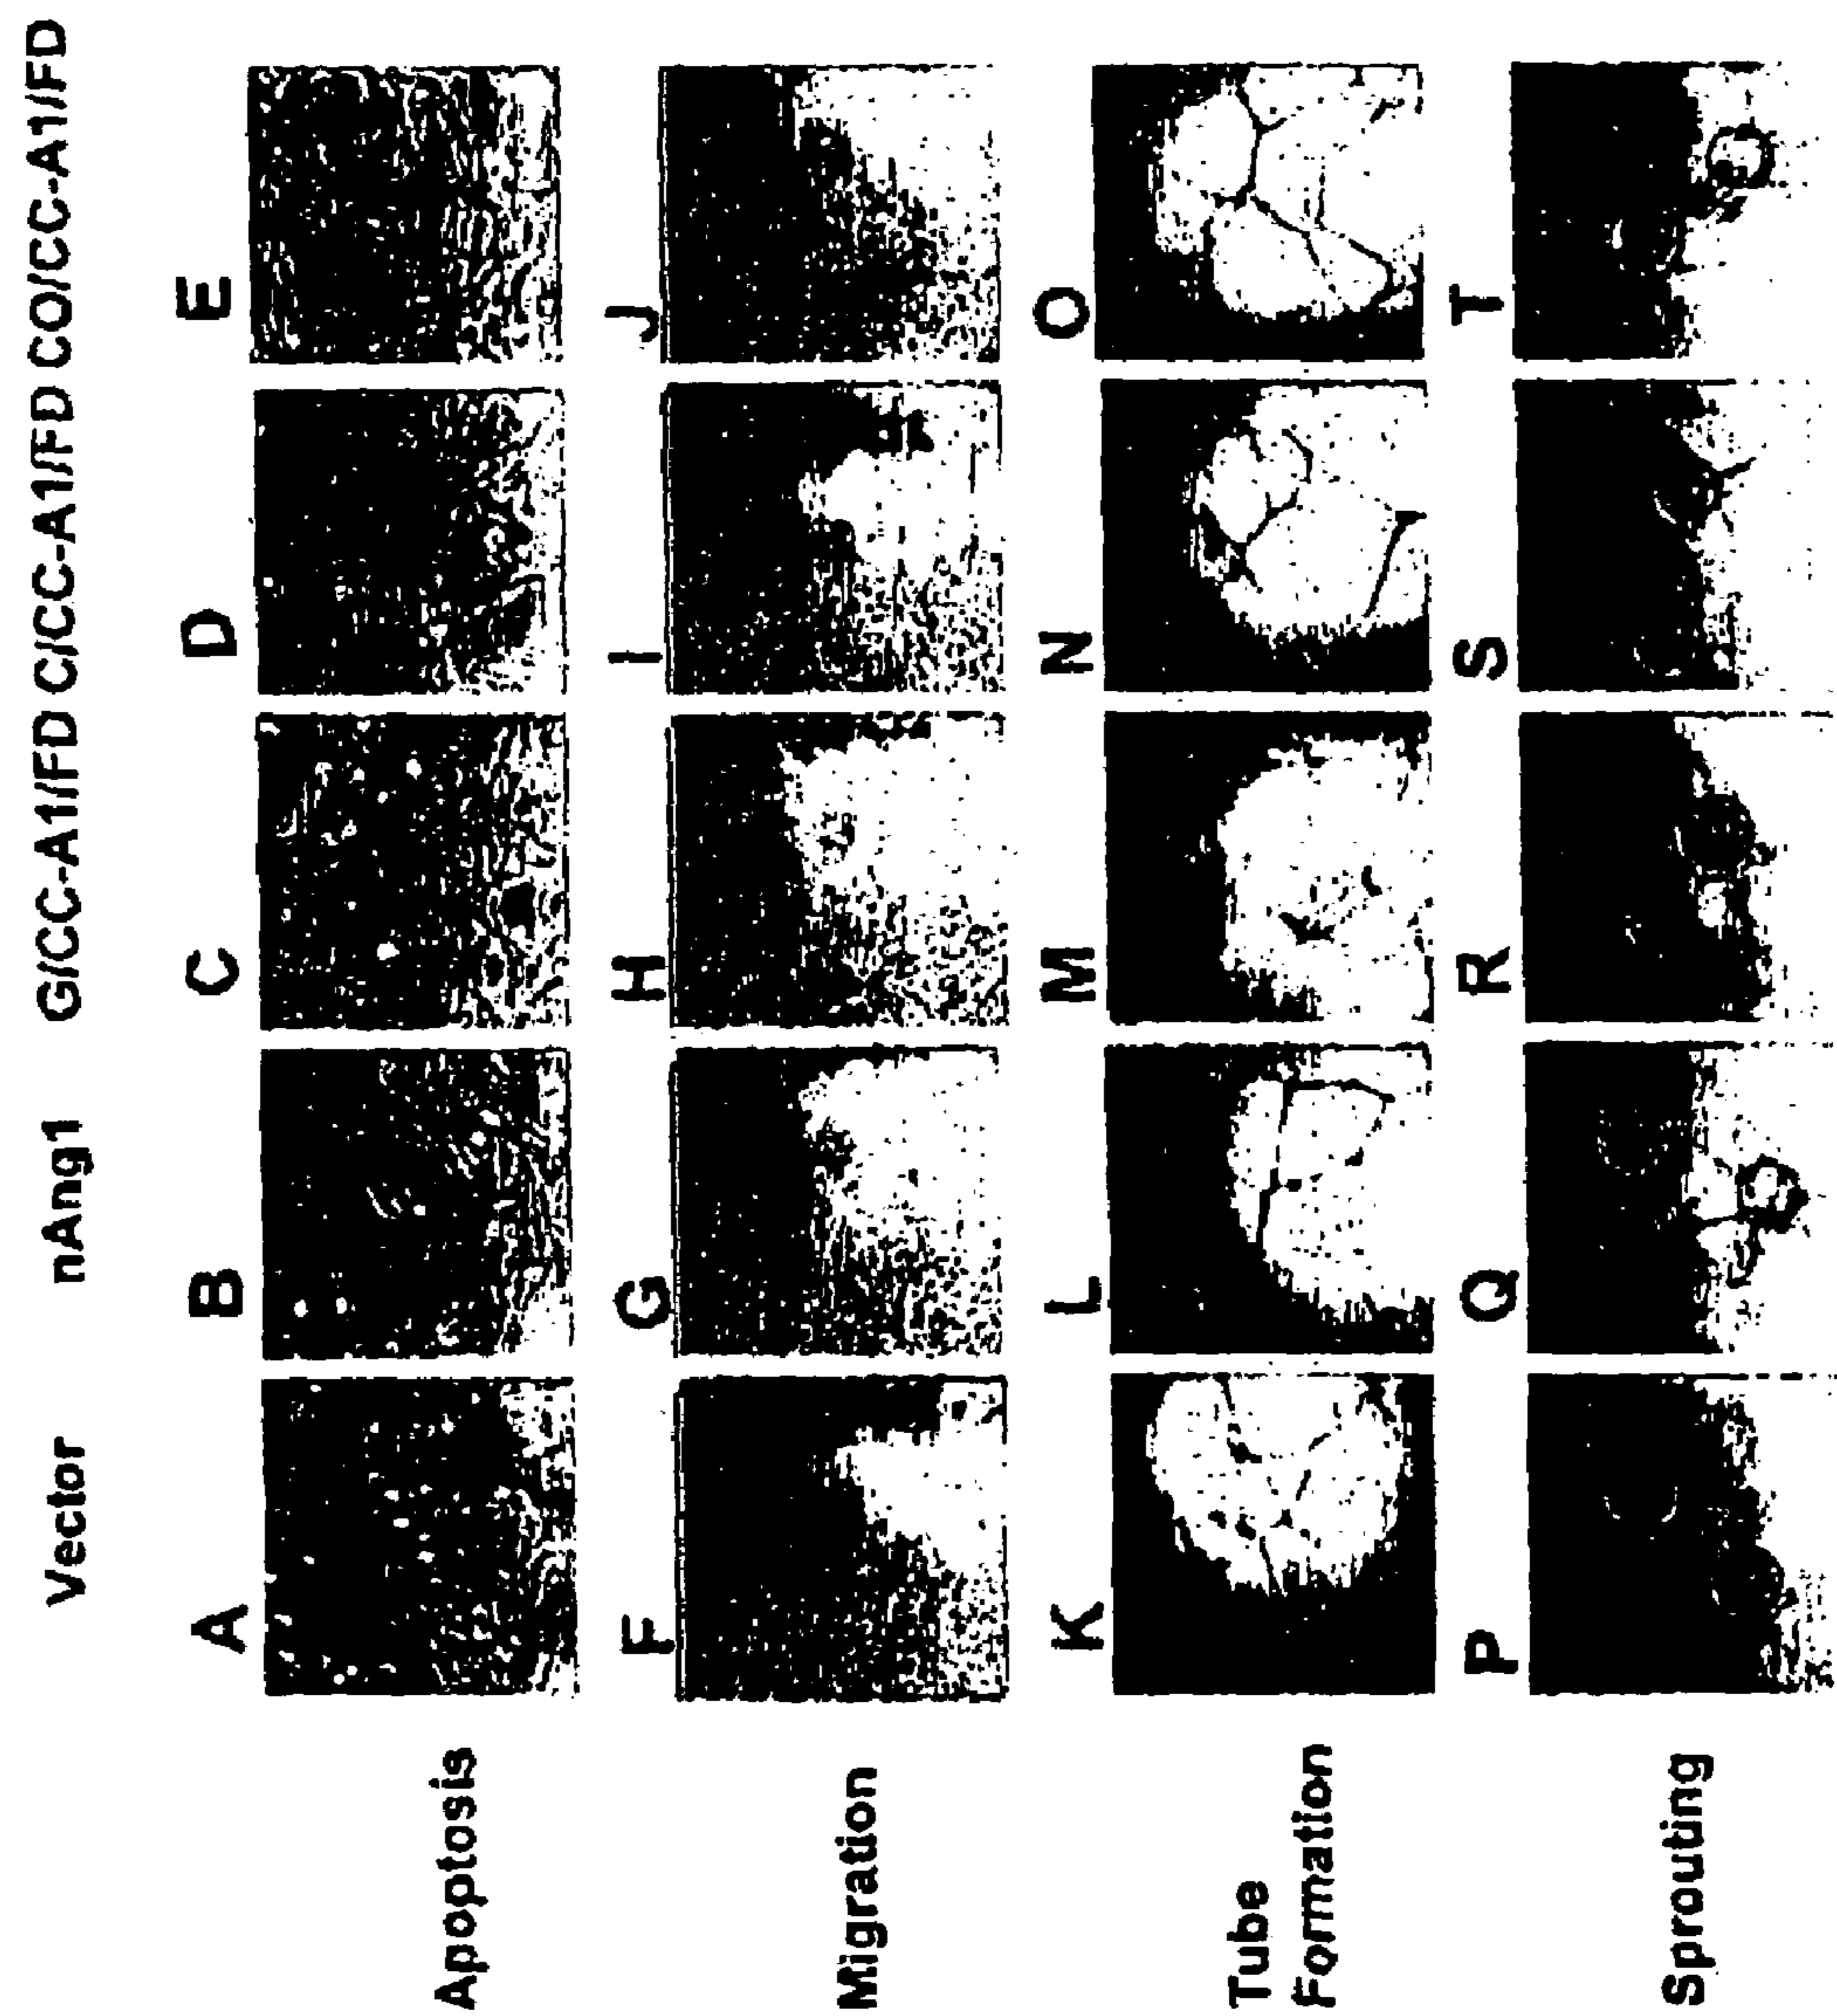 Vector nAng1 G/CC-A1/FD C/CC-A1/FD CO/CC-A1/FD
A B C D E
Apoptosis
F G H I J
Migration
K L M N O
Tube
Formation
P Q R S T
Sprouting